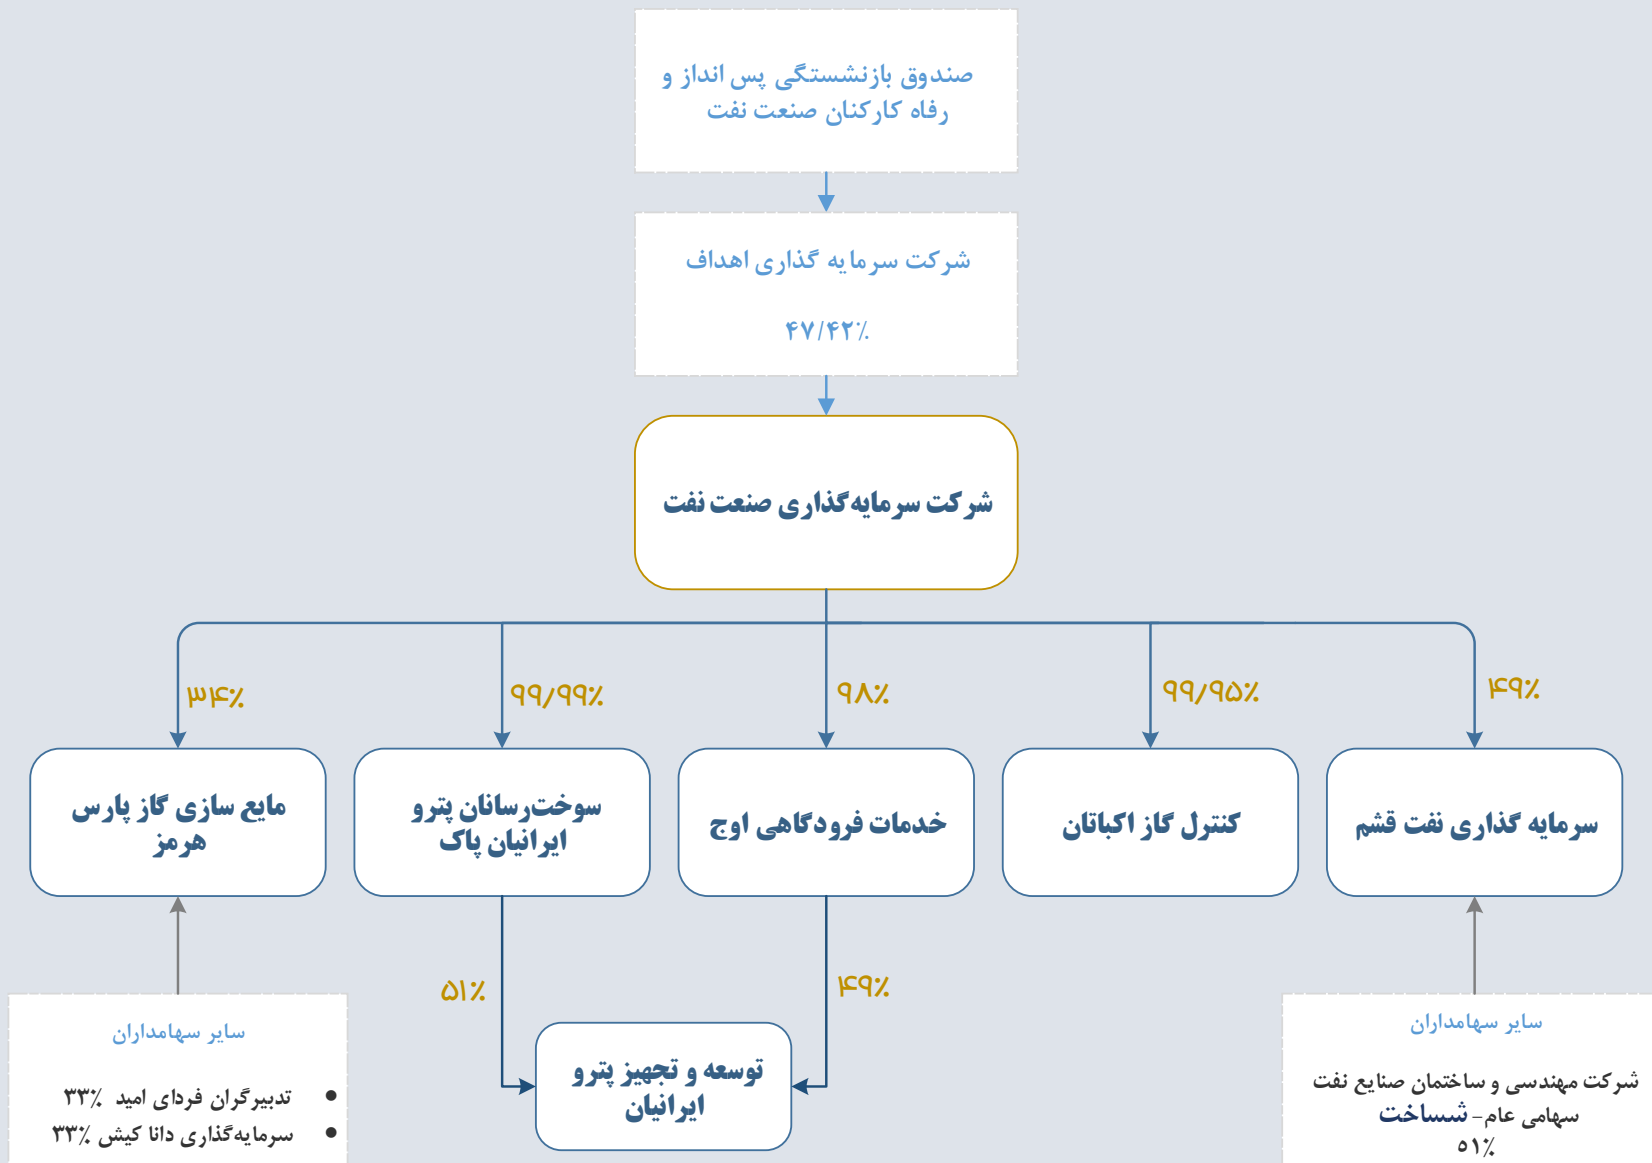 صندوق بازنشستگی پس انداز و
رفاه کارکنان صنعت نفت
شرکت سرمایه گذاری اهداف
۴۷/۴۲٪
شرکت سرمایه‌گذاری صنعت نفت
۴۹٪
۹۹/۹۵٪
۹۸٪
۹۹/۹۹٪
۳۴٪
سرمایه گذاری نفت قشم
کنترل گاز اکباتان
خدمات فرودگاهی اوج
سوخت‌رسانان پترو
ایرانیان پاک
مایع سازی گاز پارس
هرمز
۴۹٪
۵۱٪
توسعه و تجهیز پترو
ایرانیان
سایر سهامداران
شرکت مهندسی و ساختمان صنایع نفت
سهامی عام- شساخت
۵۱٪
سایر سهامداران
• تدبیرگران فردای امید ۳۳٪
• سرمایه‌گذاری دانا کیش ۳۳٪